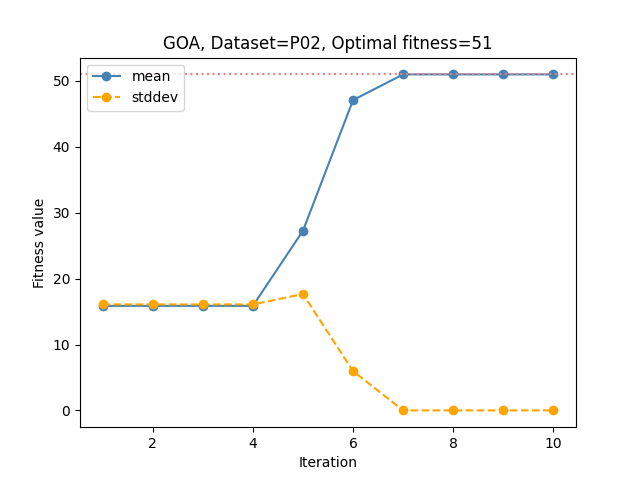 GOA, Dataset=P02, Optimal fitness=51
mean
stddev
50
40
30
20
10
0
Fitness value
2 4 6 8 10
Iteration